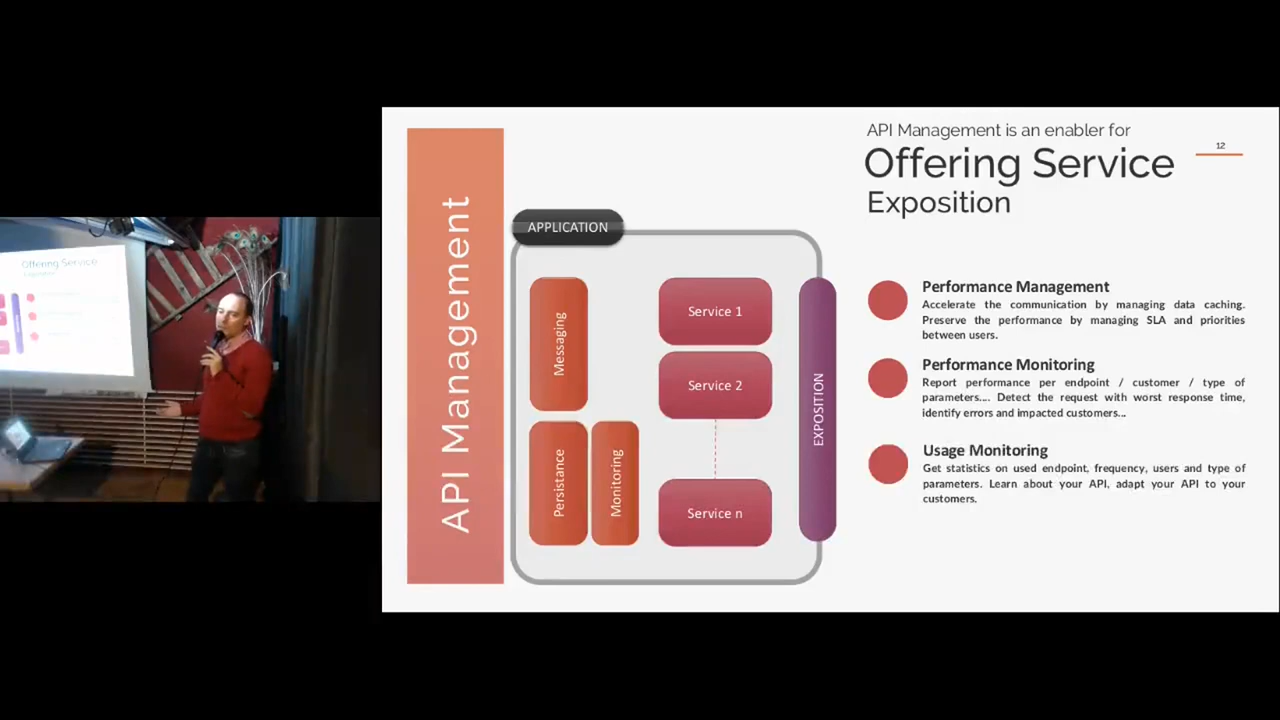 API Management is an enabler for
Offering Service
Exposition
12
API Management
APPLICATION
Messaging
Persistance
Monitoring
Service 1
Service 2
Service n
EXPOSITION
Performance Management
Accelerate the communication by managing data caching.
Preserve the performance by managing SLA and priorities
between users.
Performance Monitoring
Report performance per endpoint / customer / type of
parameters.... Detect the request with worst response time,
identify errors and impacted customers...
Usage Monitoring
Get statistics on used endpoint, frequency, users and type of
parameters. Learn about your API, adapt your API to your
customers.
Offering Service